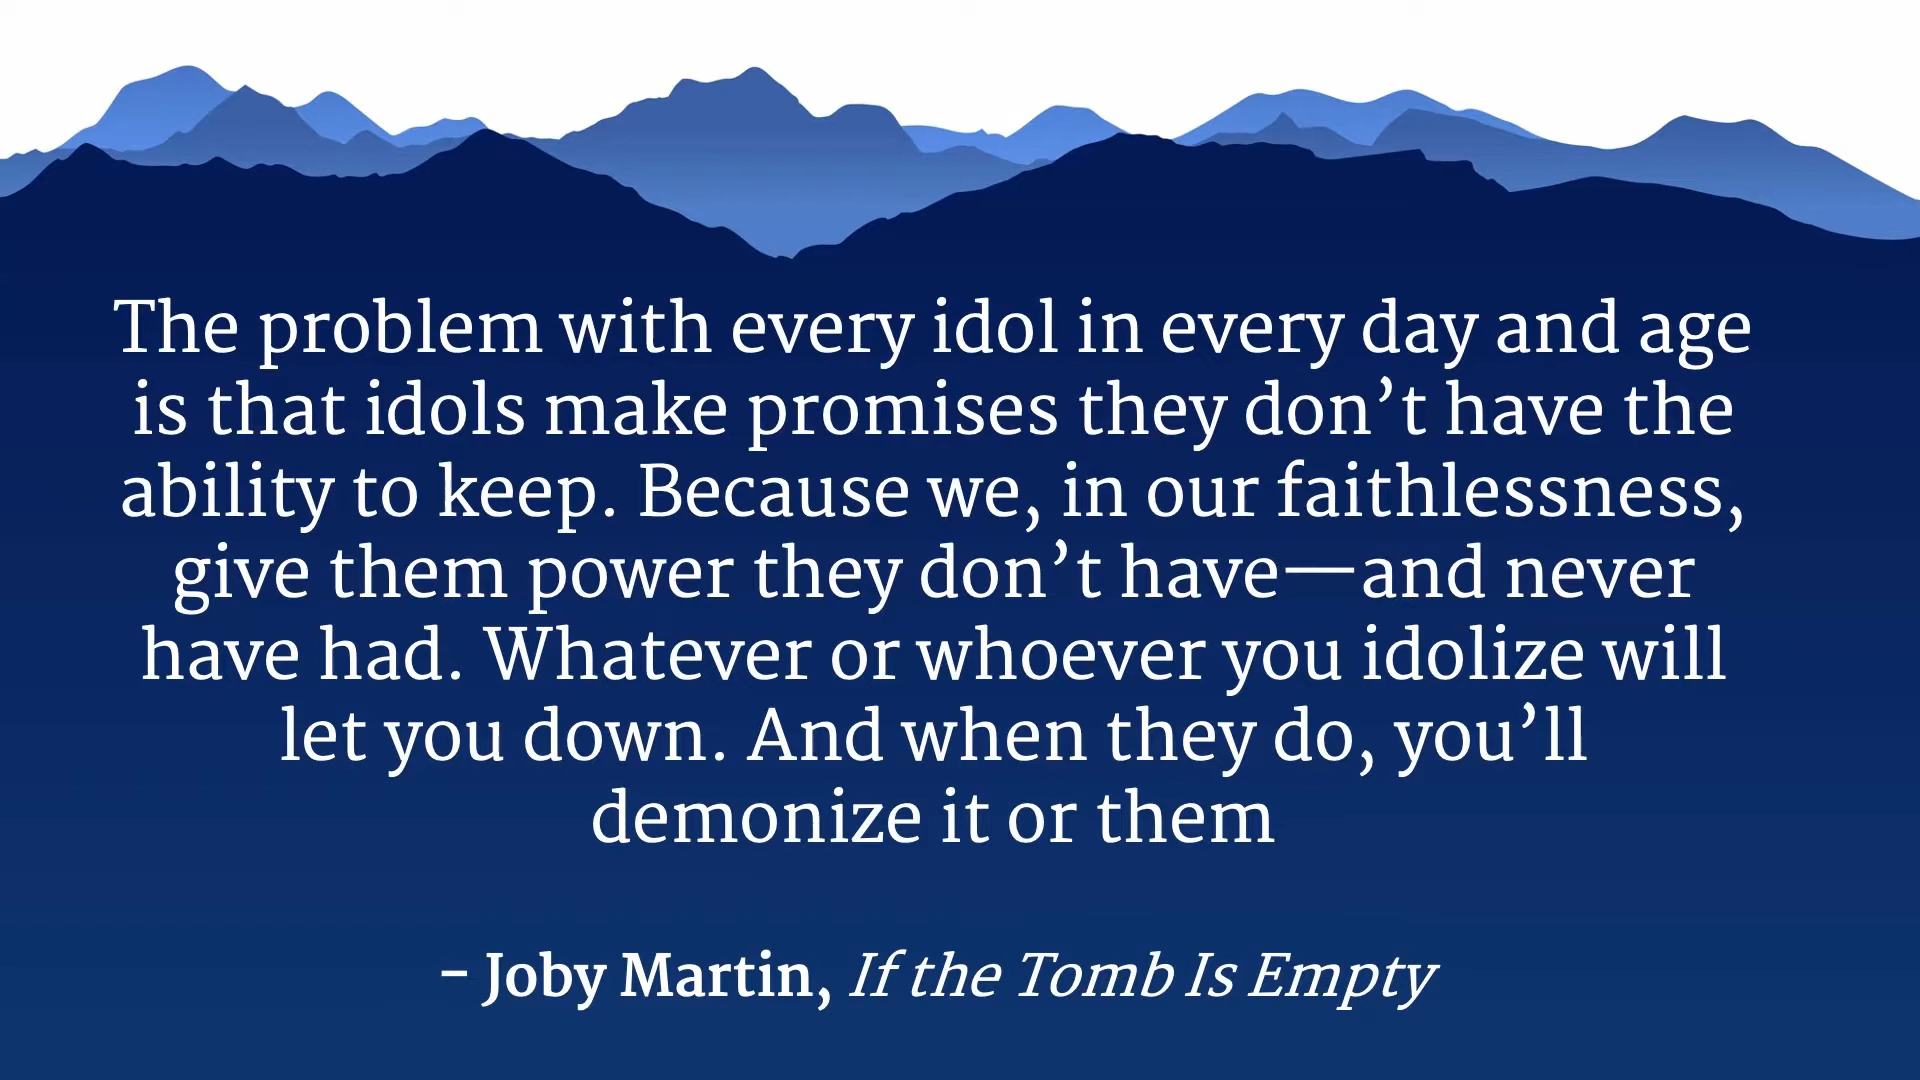 The problem with every idol in every day and age
is that idols make promises they don’t have the
ability to keep. Because we, in our faithlessness,
give them power they don’t have—and never
have had. Whatever or whoever you idolize will
let you down. And when they do, you’ll
demonize it or them
– Joby Martin, If the Tomb Is Empty